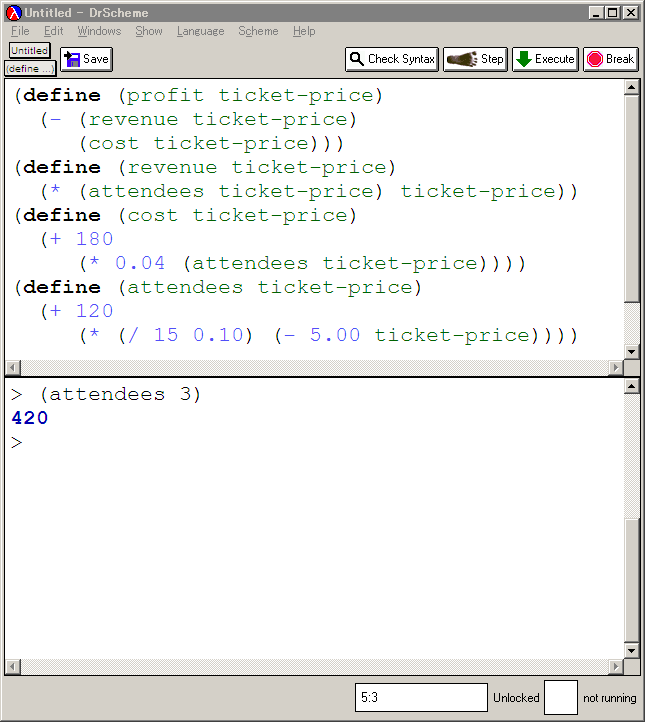 Untitled - DrScheme
File Edit Windows Show Language Scheme Help
Untitled
(define ...)
Save
Check Syntax
Step
Execute
Break
(define (profit ticket-price)
  (- (revenue ticket-price)
     (cost ticket-price)))
(define (revenue ticket-price)
  (* (attendees ticket-price) ticket-price))
(define (cost ticket-price)
  (+ 180
     (* 0.04 (attendees ticket-price))))
(define (attendees ticket-price)
  (+ 120
     (* (/ 15 0.10) (- 5.00 ticket-price))))
> (attendees 3)
420
>
5:3
Unlocked
not running